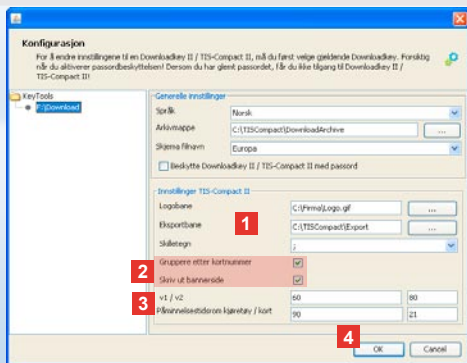 Konfigurasjon
For å endre innstillingene til en Downloadkey II / TIS-Compact II, må du først velge gjeldende Downloadkey. Forsiktig
når du aktiverer passordbeskyttelsen! Dersom du har glemt passordet, får du ikke tilgang til Downloadkey II /
TIS-Compact II!
KeyTools
F:\Download
Generelle innstillinger
Språk
Norsk
Arkivmappe
C:\TISCompact\DownloadArchive
...
Skjema filnavn
Europa
Beskytte Downloadkey II / TIS-Compact II med passord
Innstillinger TIS-Compact II
Logobane
C:\Firma\Logo.gif
...
1
Eksportbane
C:\TISCompact\Export
...
Skilletegn
;
Gruppere etter kortnummer
2
Skriv ut bannerside
3
v1 / v2
60
80
Påminnelsestidsrom kjøretøy / kort
90
21
4
OK
Cancel